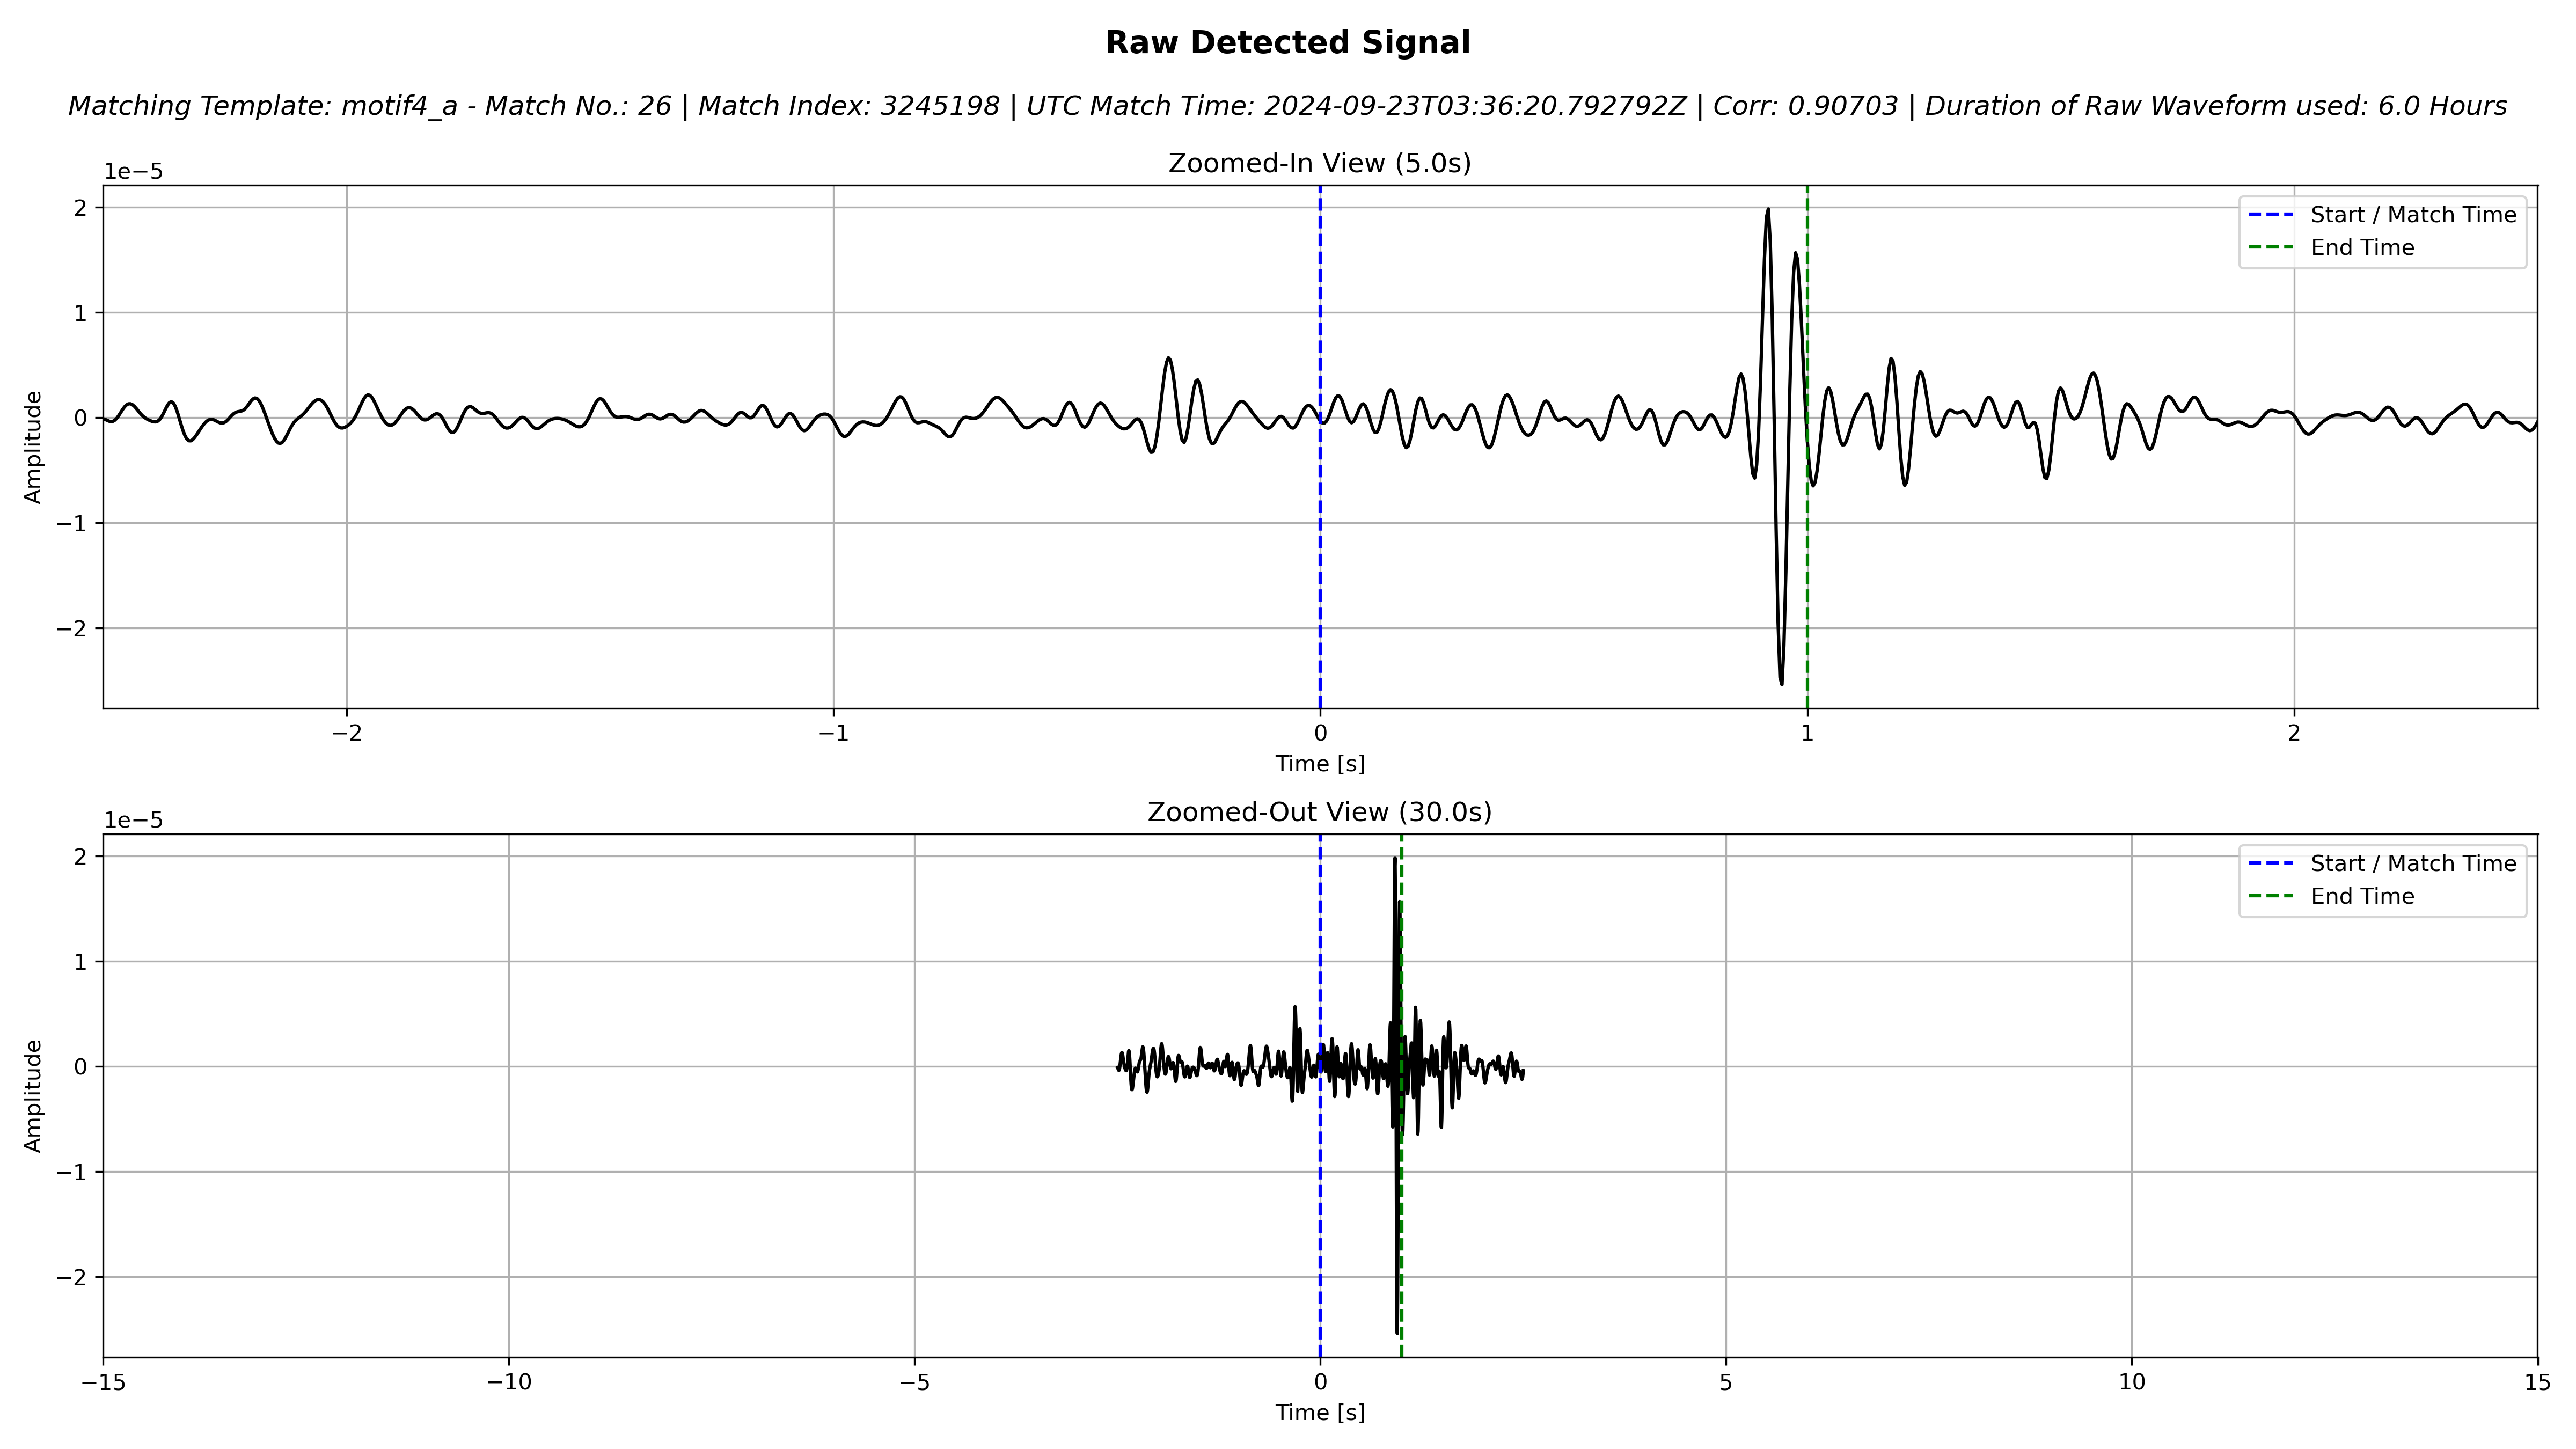 Raw Detected Signal
Matching Template: motif4_a - Match No.: 26 | Match Index: 3245198 | UTC Match Time: 2024-09-23T03:36:20.792792Z | Corr: 0.90703 | Duration of Raw Waveform used: 6.0 Hours
Zoomed-In View (5.0s)
1e−5
2
1
0
−1
−2
Amplitude
Start / Match Time
End Time
−2
−1
0
1
2
Time [s]
Zoomed-Out View (30.0s)
1e−5
2
1
0
−1
−2
Amplitude
Start / Match Time
End Time
−15
−10
−5
0
5
10
15
Time [s]